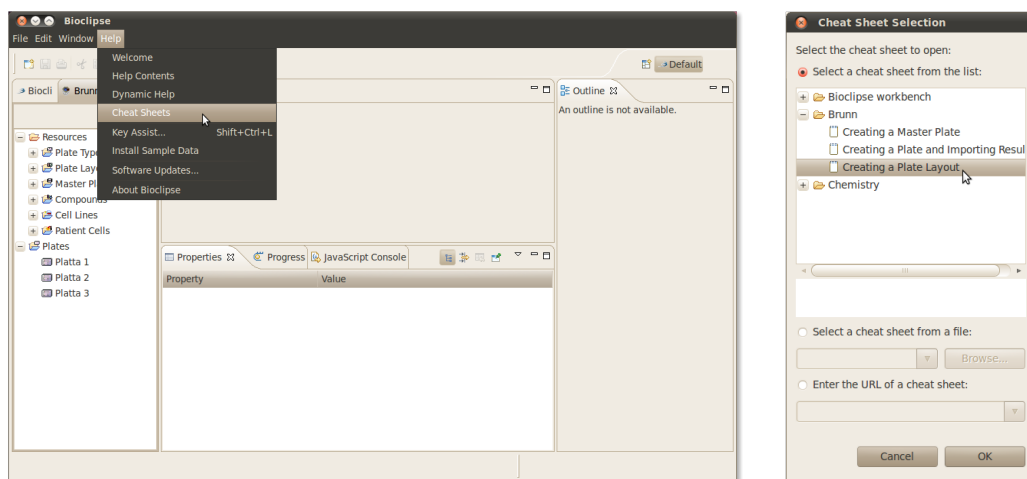 Bioclipse
File Edit Window Help
Welcome
Help Contents
Dynamic Help
Cheat Sheets
Key Assist... Shift+Ctrl+L
Install Sample Data
Software Updates...
About Bioclipse
Default
Biocli Brunn
Resources
Plate Typ
Plate Lay
Master Pl
Compounds
Cell Lines
Patient Cells
Plates
Platta 1
Platta 2
Platta 3
Outline
An outline is not available.
Properties Progress JavaScript Console
Property Value
Cheat Sheet Selection
Select the cheat sheet to open:
Select a cheat sheet from the list:
Bioclipse workbench
Brunn
Creating a Master Plate
Creating a Plate and Importing Resul
Creating a Plate Layout
Chemistry
Select a cheat sheet from a file:
Browse...
Enter the URL of a cheat sheet:
Cancel OK